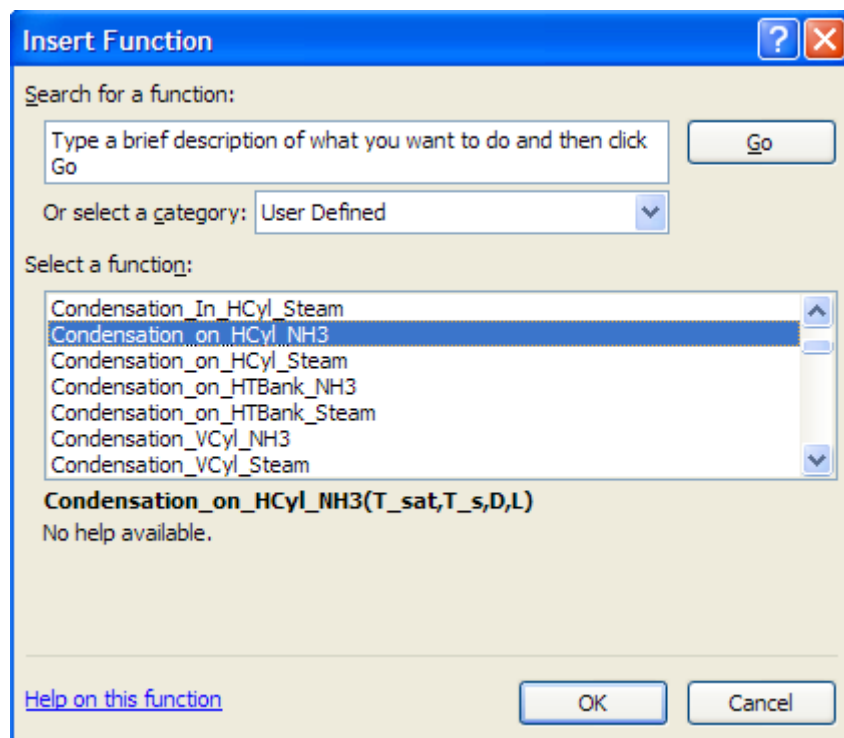 Insert Function
Search for a function:
Type a brief description of what you want to do and then click
Go
Go
Or select a category: User Defined
Select a function:
Condensation_In_HCyl_Steam
Condensation_on_HCyl_NH3
Condensation_on_HCyl_Steam
Condensation_on_HTBank_NH3
Condensation_on_HTBank_Steam
Condensation_VCyl_NH3
Condensation_VCyl_Steam
Condensation_on_HCyl_NH3(T_sat,T_s,D,L)
No help available.
Help on this function
OK
Cancel